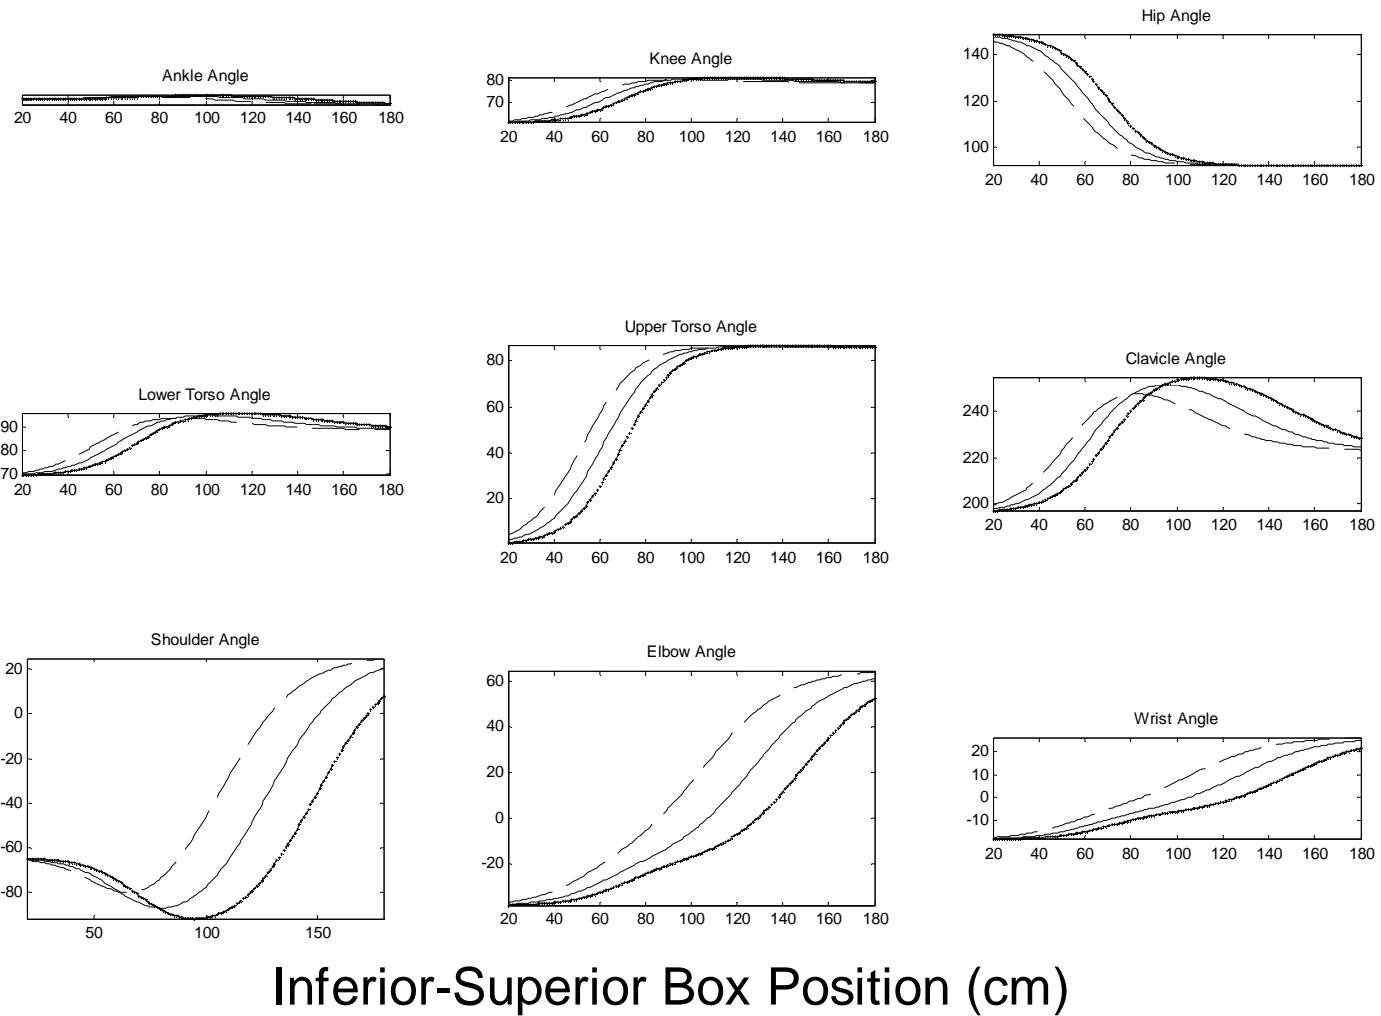 Ankle Angle
20 40 60 80 100 120 140 160 180
Knee Angle
80
70
20 40 60 80 100 120 140 160 180
Hip Angle
140
120
100
20 40 60 80 100 120 140 160 180
Lower Torso Angle
90
80
70
20 40 60 80 100 120 140 160 180
Upper Torso Angle
80
60
40
20
20 40 60 80 100 120 140 160 180
Clavicle Angle
240
220
200
20 40 60 80 100 120 140 160 180
Shoulder Angle
20
0
-20
-40
-60
-80
50 100 150
Elbow Angle
60
40
20
0
-20
20 40 60 80 100 120 140 160 180
Wrist Angle
20
10
0
-10
20 40 60 80 100 120 140 160 180
Inferior-Superior Box Position (cm)